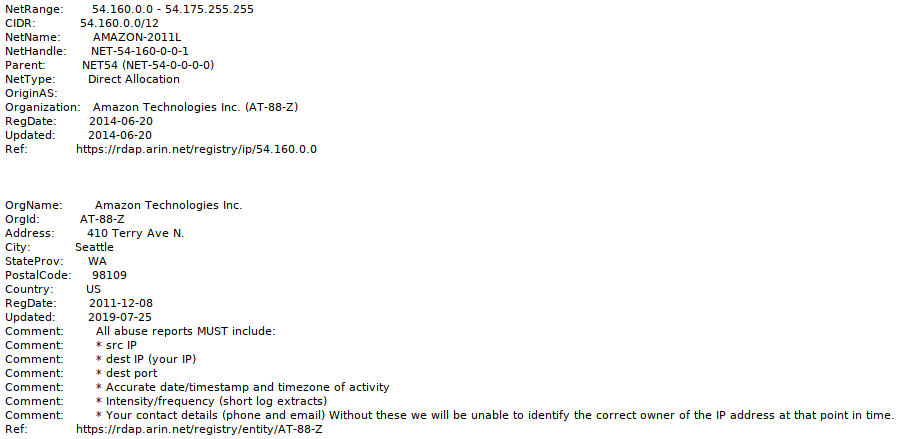 NetRange: 54.160.0.0 - 54.175.255.255
CIDR: 54.160.0.0/12
NetName: AMAZON-2011L
NetHandle: NET-54-160-0-0-1
Parent: NET54 (NET-54-0-0-0-0)
NetType: Direct Allocation
OriginAS:
Organization: Amazon Technologies Inc. (AT-88-Z)
RegDate: 2014-06-20
Updated: 2014-06-20
Ref: https://rdap.arin.net/registry/ip/54.160.0.0
OrgName: Amazon Technologies Inc.
OrgId: AT-88-Z
Address: 410 Terry Ave N.
City: Seattle
StateProv: WA
PostalCode: 98109
Country: US
RegDate: 2011-12-08
Updated: 2019-07-25
Comment: All abuse reports MUST include:
Comment: * src IP
Comment: * dest IP (your IP)
Comment: * dest port
Comment: * Accurate date/timestamp and timezone of activity
Comment: * Intensity/frequency (short log extracts)
Comment: * Your contact details (phone and email) Without these we will be unable to identify the correct owner of the IP address at that point in time.
Ref: https://rdap.arin.net/registry/entity/AT-88-Z